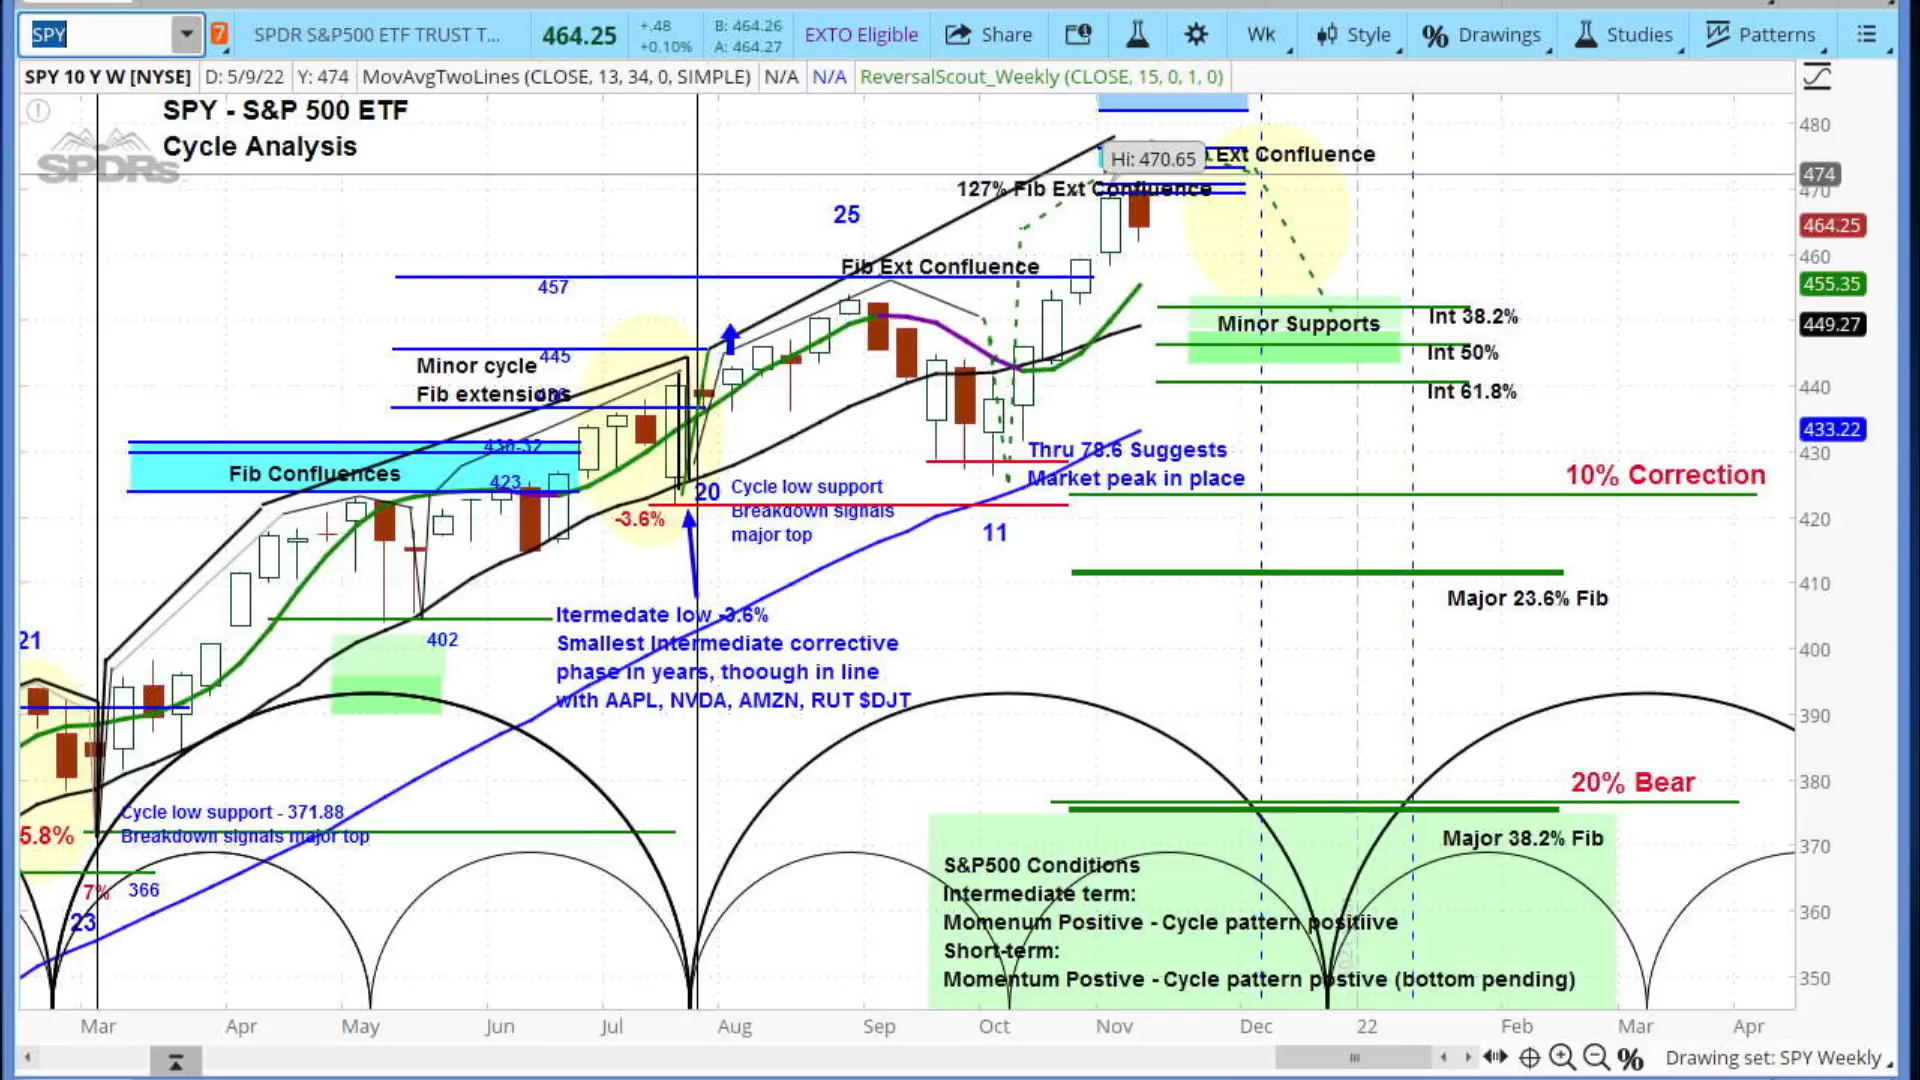 SPY
7
SPDR S&P500 ETF TRUST T...
464.25
+.48
+0.10%
B: 464.26
A: 464.27
EXTO Eligible
Share
Wk
Style
Drawings
Studies
Patterns
SPY 10 Y W [NYSE]
D: 5/9/22
Y: 474
MovAvgTwoLines (CLOSE, 13, 34, 0, SIMPLE)
N/A
N/A
ReversalScout_Weekly (CLOSE, 15, 0, 1, 0)
SPY - S&P 500 ETF
Cycle Analysis
SPDRs
Hi: 470.65
Ext Confluence
127% Fib Ext Confluence
25
Fib Ext Confluence
457
445
Minor cycle
Fib extensions
Minor Supports
Int 38.2%
Int 50%
Int 61.8%
430-32
Fib Confluences
423
Thru 78.6 Suggests
Market peak in place
10% Correction
20
Cycle low support
Breakdown signals
major top
-3.6%
11
Major 23.6% Fib
Itermedate low -3.6%
Smallest Intermediate corrective
phase in years, thoough in line
with AAPL, NVDA, AMZN, RUT $DJT
402
21
20% Bear
Major 38.2% Fib
Cycle low support - 371.88
Breakdown signals major top
5.8%
7%
366
23
S&P500 Conditions
Intermediate term:
Momenum Positive - Cycle pattern positiive
Short-term:
Momentum Postive - Cycle pattern postive (bottom pending)
480
474
470
464.25
460
455.35
449.27
440
433.22
430
420
410
400
390
380
370
360
350
Mar
Apr
May
Jun
Jul
Aug
Sep
Oct
Nov
Dec
22
Feb
Mar
Apr
Drawing set: SPY Weekly